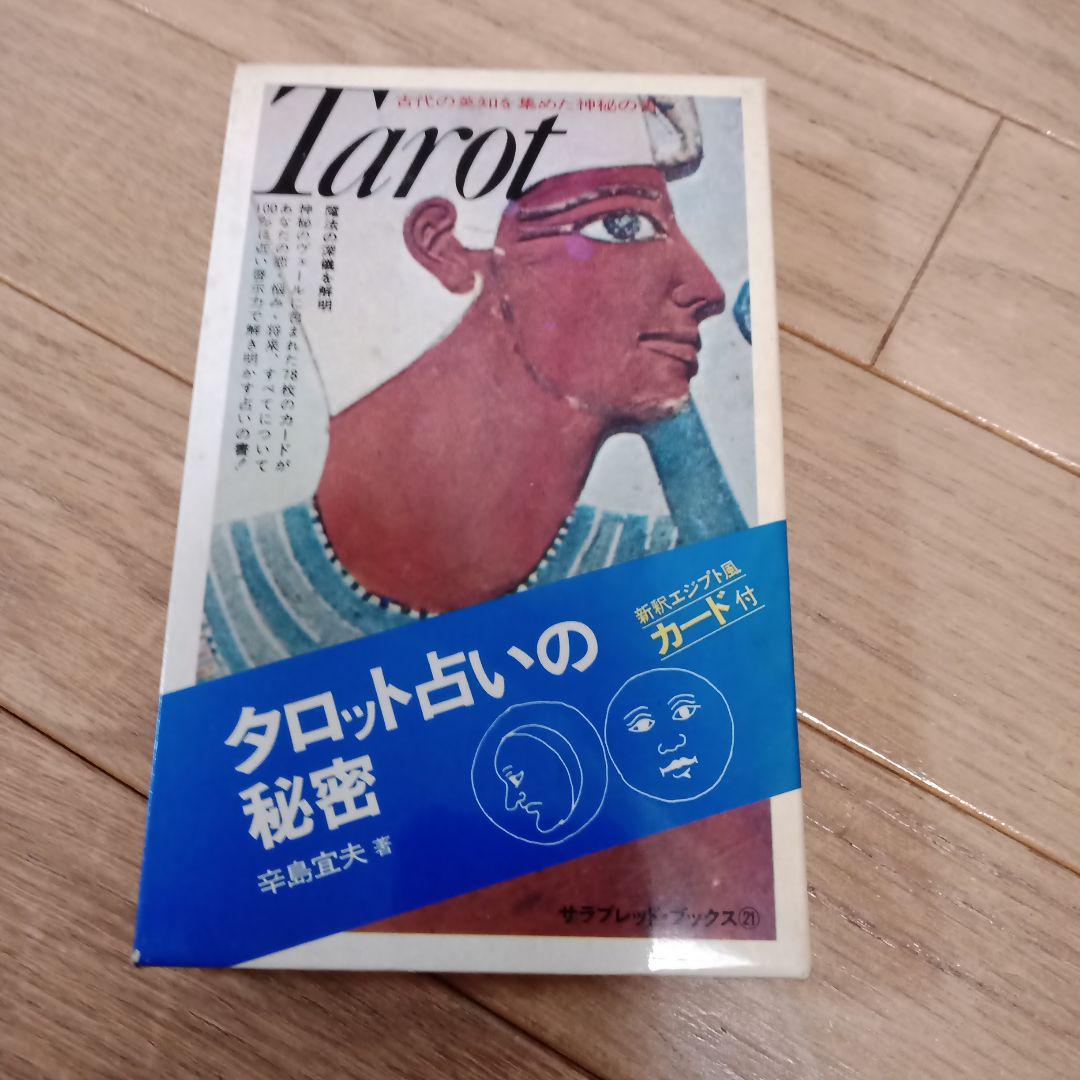 古代の英知を集めた神秘の書
Tarot
魔法の深儀を解明
神秘のヴェールに包まれた78枚のカードが
あなたの恋・悩み・将来、すべてについて
100%に近い啓示力で解き明かす占いの書!
新釈エジプト風
カード付
タロット占いの
秘密
辛島宜夫 著
サラブレッド・ブックス㉑